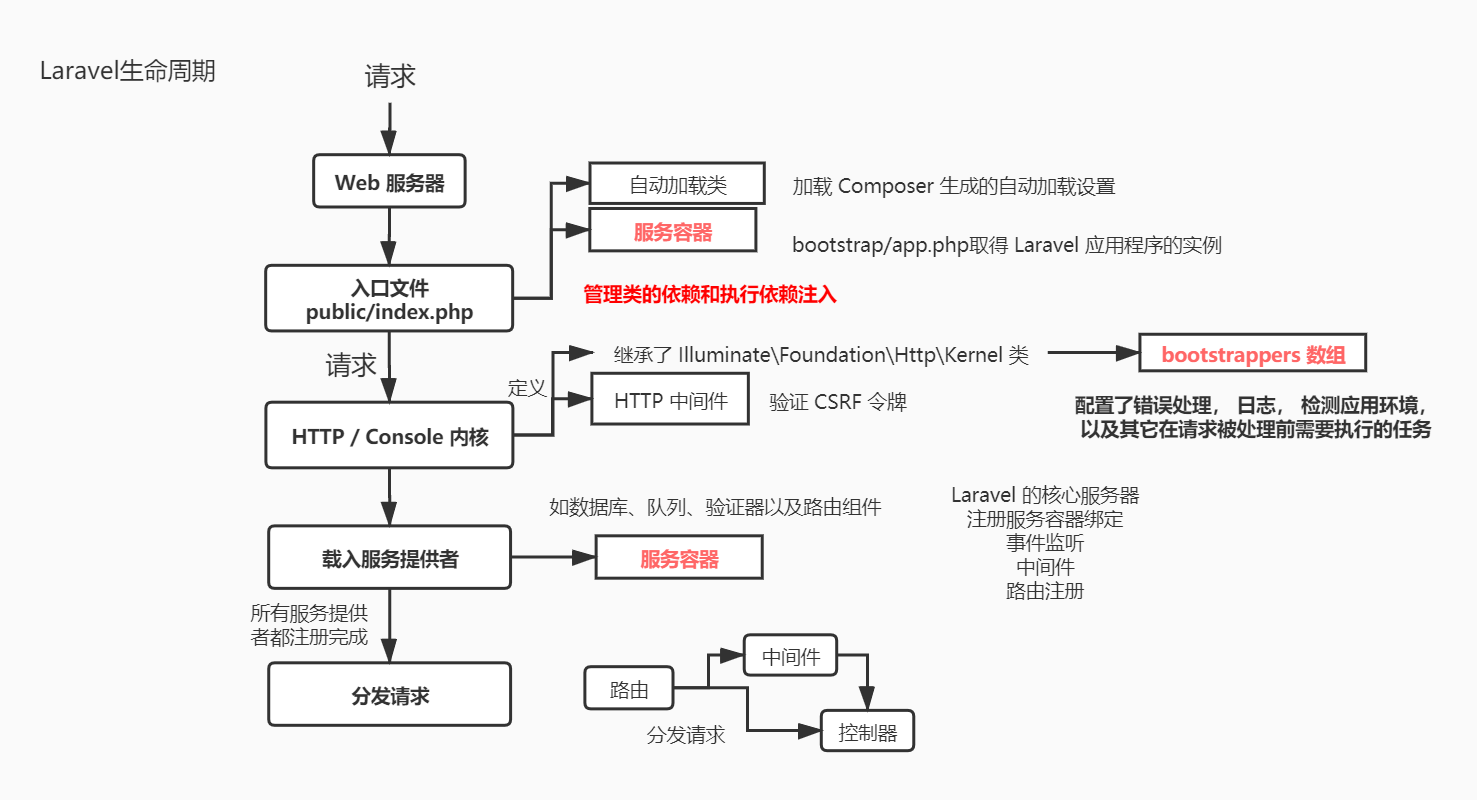 Laravel生命周期
请求
Web 服务器
自动加载类
加载 Composer 生成的自动加载设置
服务容器
bootstrap/app.php取得 Laravel 应用程序的实例
入口文件
public/index.php
管理类的依赖和执行依赖注入
请求
定义
继承了 Illuminate\Foundation\Http\Kernel 类
bootstrappers 数组
HTTP 中间件
验证 CSRF 令牌
配置了错误处理， 日志， 检测应用环境，
以及其它在请求被处理前需要执行的任务
HTTP / Console 内核
如数据库、队列、验证器以及路由组件
Laravel 的核心服务器
注册服务容器绑定
事件监听
中间件
路由注册
载入服务提供者
服务容器
所有服务提供
者都注册完成
分发请求
路由
中间件
分发请求
控制器